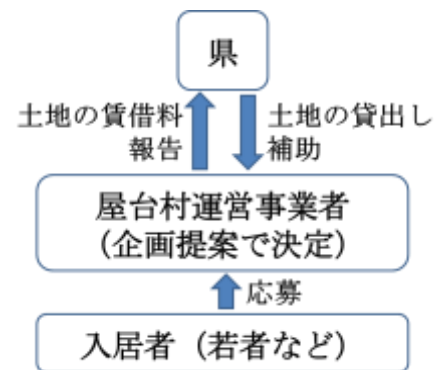 県
土地の賃借料
報告
土地の貸出し
補助
屋台村運営事業者
(企画提案で決定)
応募
入居者（若者など）